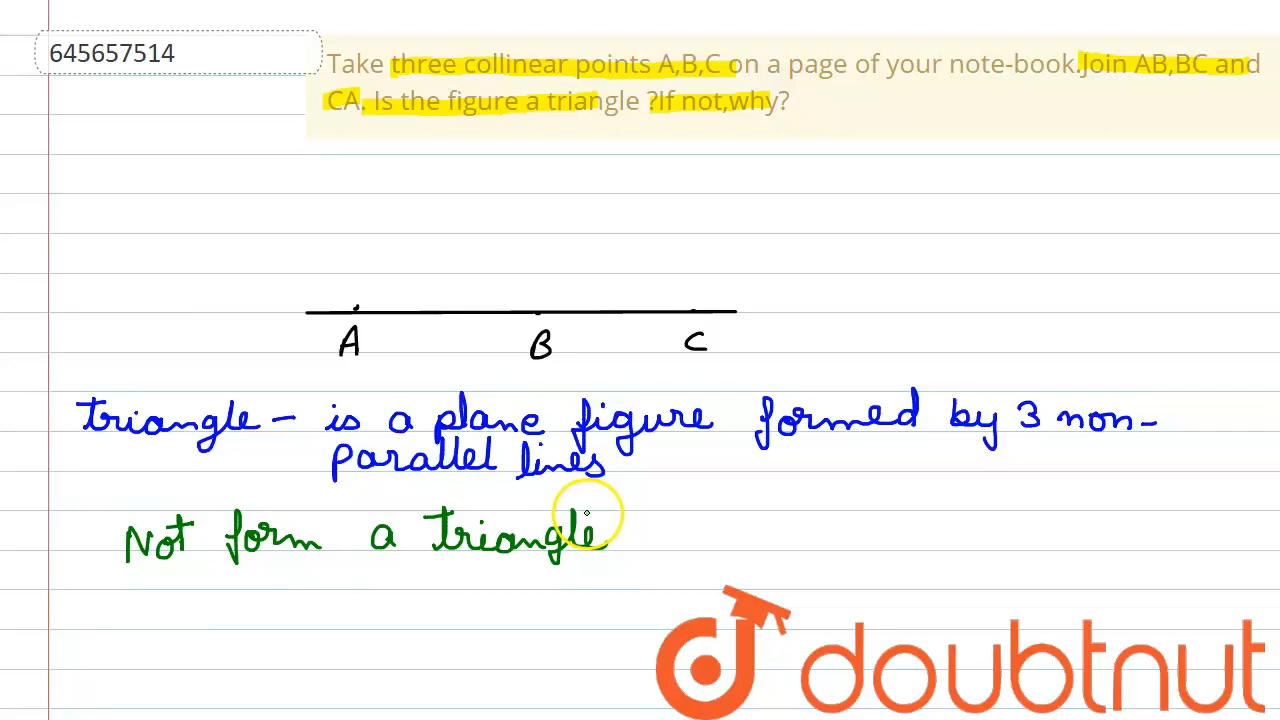 645657514
Take three collinear points A,B,C on a page of your note-book.Join AB,BC and
CA. Is the figure a triangle ?If not,why?
A B C
triangle - is a plane figure formed by 3 non-
parallel lines
Not form a triangle
doubtnut